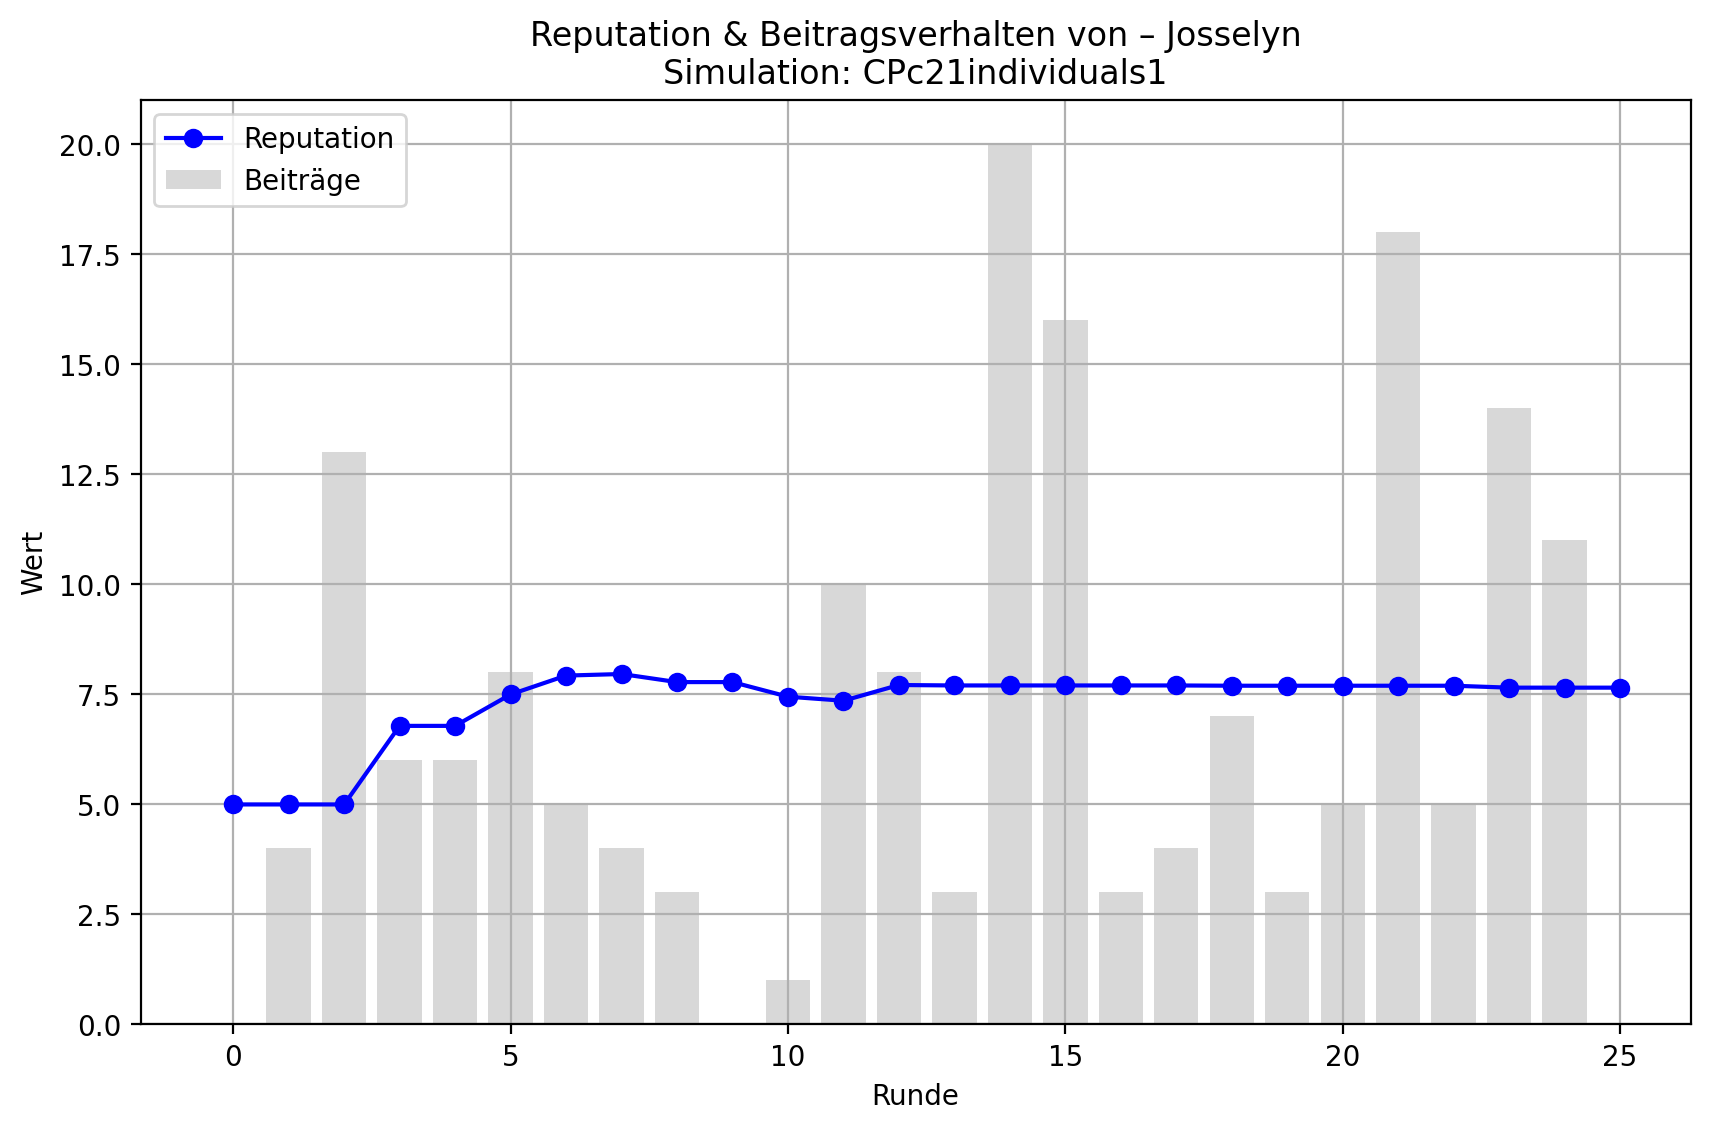 Reputation & Beitragsverhalten von – Josselyn
Simulation: CPc21individuals1
Reputation
Beiträge
20.0
17.5
15.0
12.5
10.0
7.5
5.0
2.5
0.0
Wert
0 5 10 15 20 25
Runde